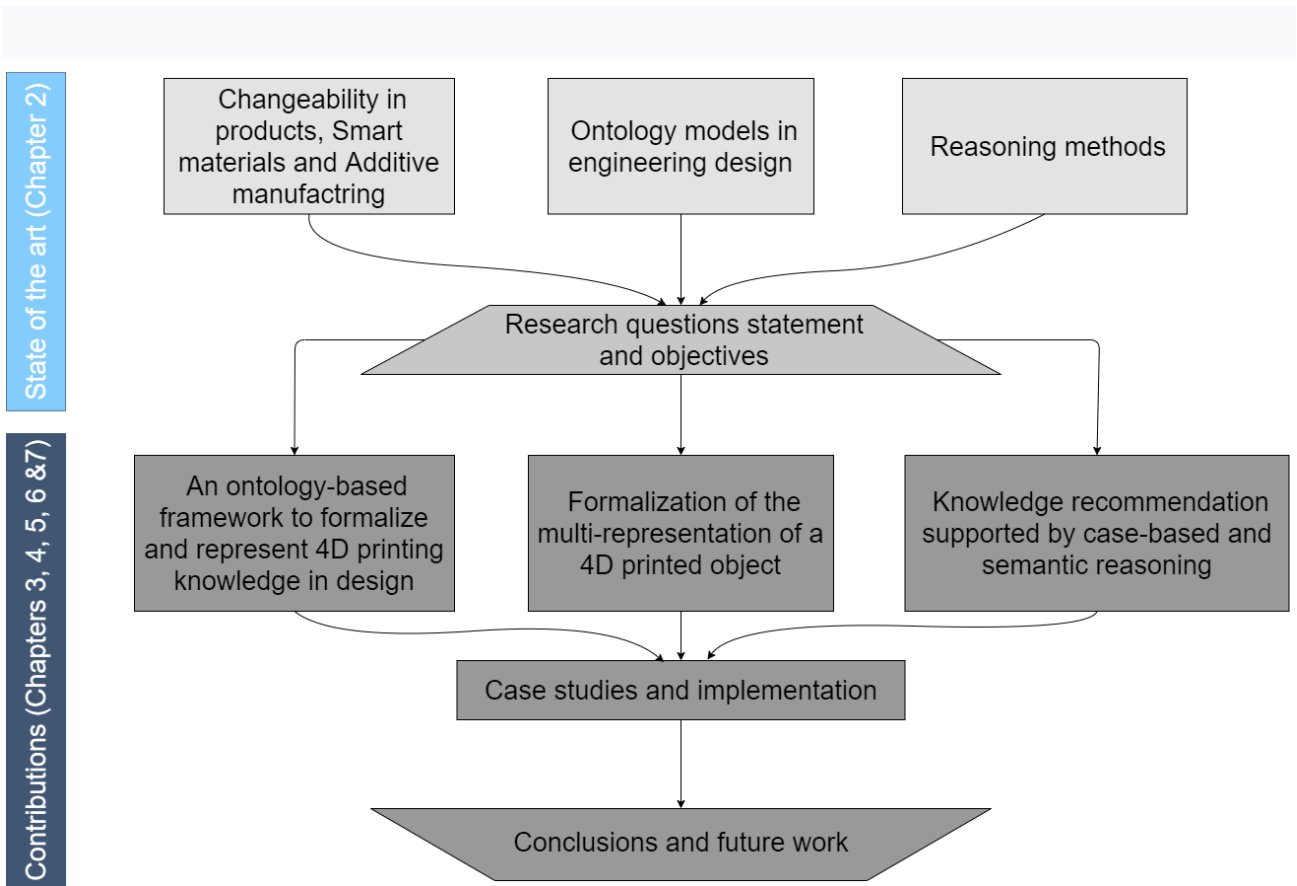 State of the art (Chapter 2)
Changeability in
products, Smart
materials and Additive
manufactring
Ontology models in
engineering design
Reasoning methods
Research questions statement
and objectives
Contributions (Chapters 3, 4, 5, 6 &7)
An ontology-based
framework to formalize
and represent 4D printing
knowledge in design
Formalization of the
multi-representation of a
4D printed object
Knowledge recommendation
supported by case-based and
semantic reasoning
Case studies and implementation
Conclusions and future work